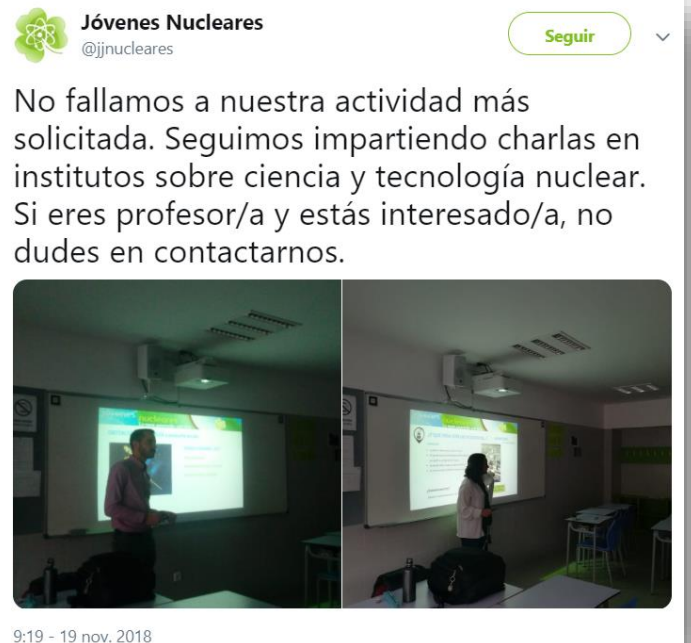 Jóvenes Nucleares
@jjnucleares
Seguir
No fallamos a nuestra actividad más
solicitada. Seguimos impartiendo charlas en
institutos sobre ciencia y tecnología nuclear.
Si eres profesor/a y estás interesado/a, no
dudes en contactarnos.
9:19 - 19 nov. 2018